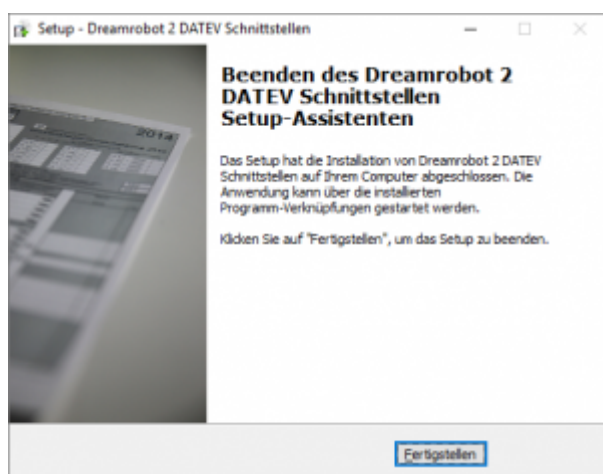 Setup - Dreamrobot 2 DATEV Schnittstellen
Beenden des Dreamrobot 2
DATEV Schnittstellen
Setup-Assistenten
2014
Das Setup hat die Installation von Dreamrobot 2 DATEV
Schnittstellen auf Ihrem Computer abgeschlossen. Die
Anwendung kann über die installierten
Programm-Verknüpfungen gestartet werden.
Klicken Sie auf "Fertigstellen", um das Setup zu beenden.
Fertigstellen